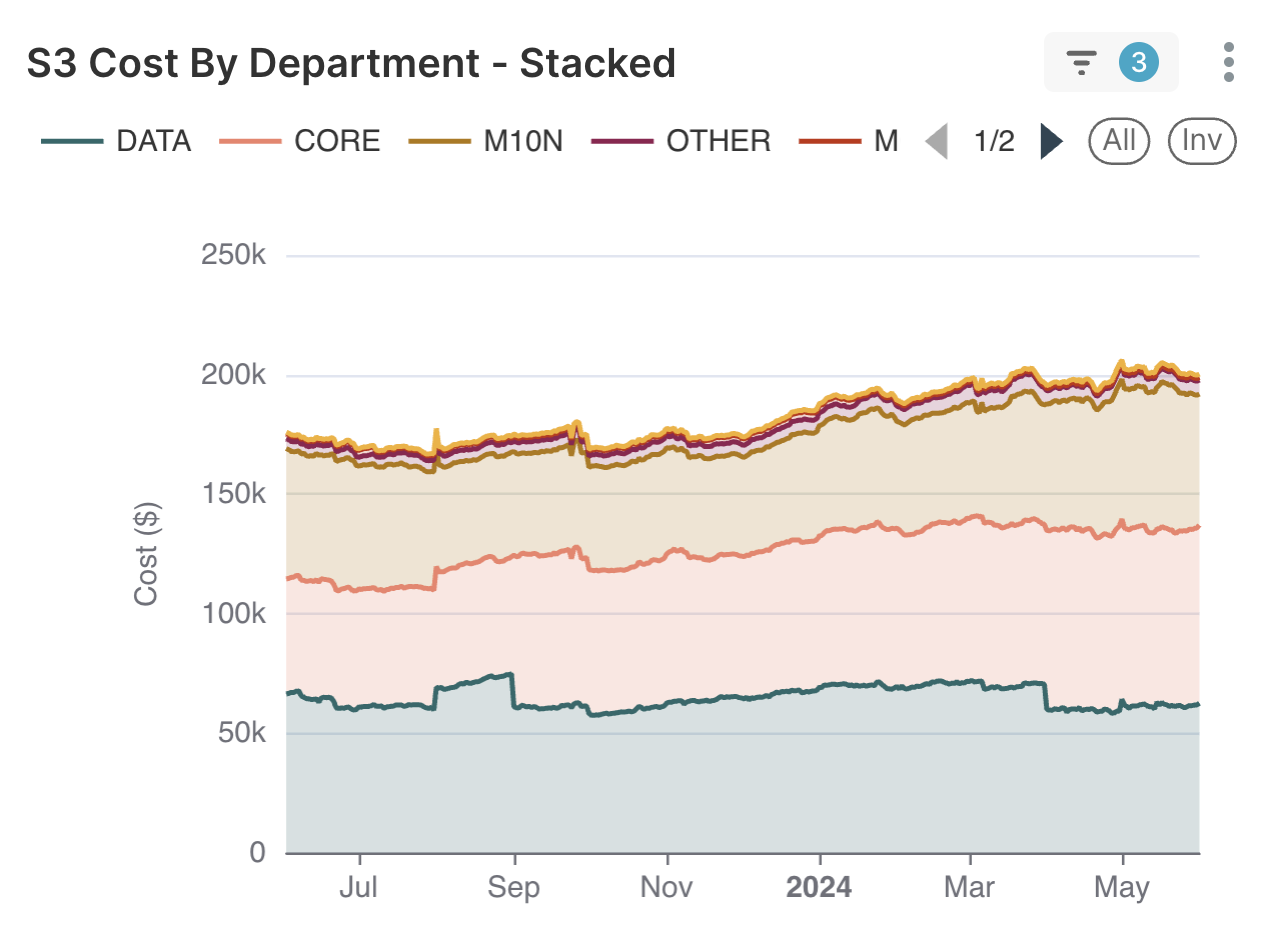 S3 Cost By Department - Stacked
3
DATA CORE M10N OTHER M 1/2 All Inv
250k
200k
150k
100k
50k
0
Cost ($)
Jul Sep Nov 2024 Mar May